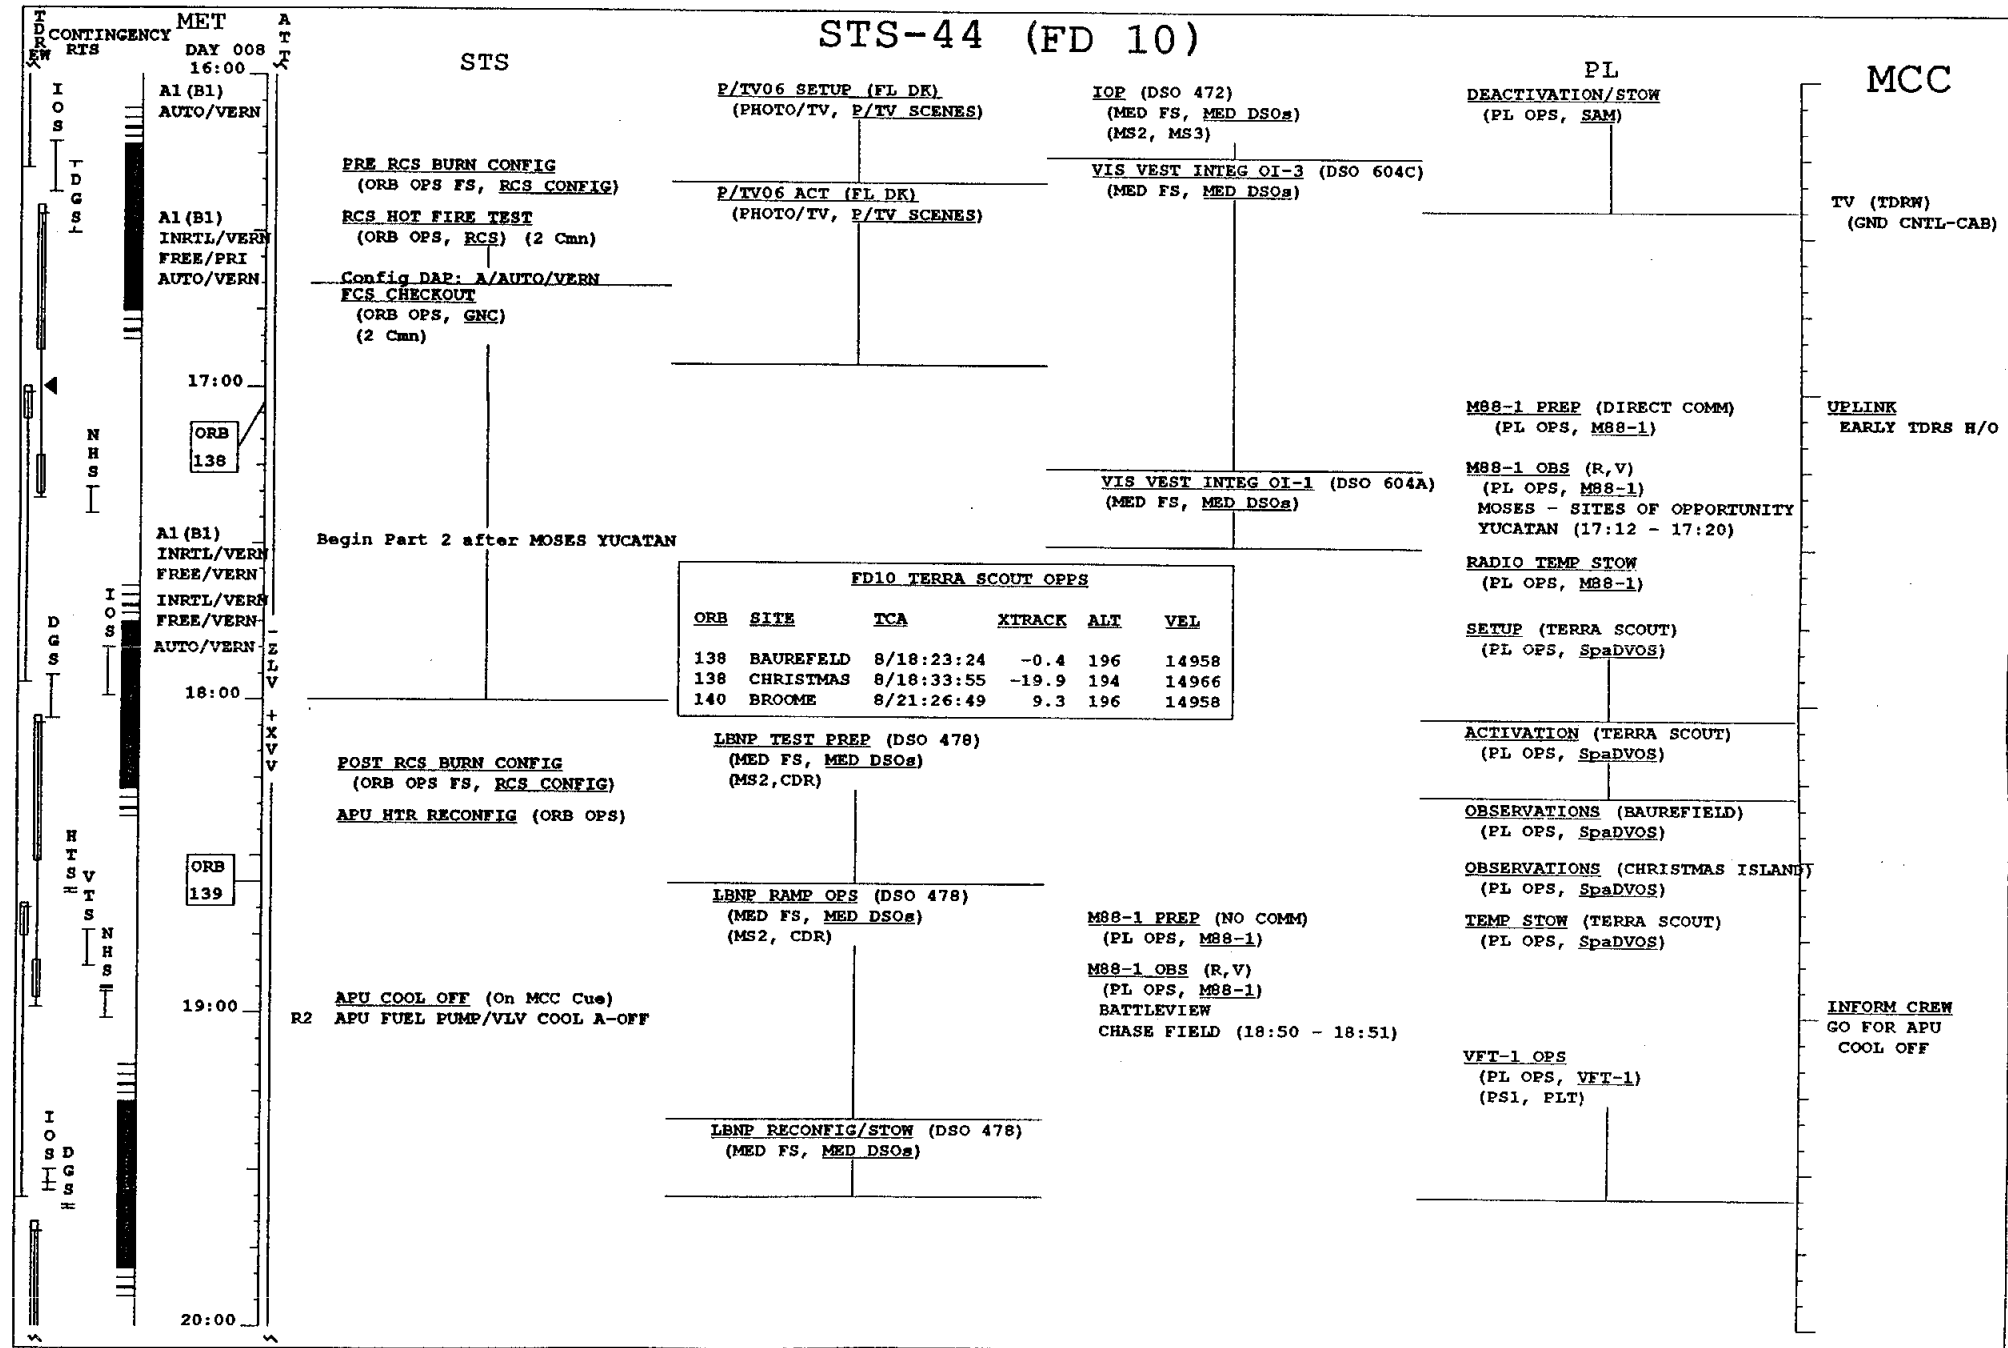 STS-44 (FD 10)
TDRS
EW
CONTINGENCY
RTS
MET
DAY 008
ATT
STS
PL
MCC
16:00
17:00
18:00
19:00
20:00
IOS
TDGS
NHS
IOS
DGS
HTS
VTS
NHS
IOS
DGS
A1(B1)
AUTO/VERN
A1(B1)
INRTL/VERN
FREE/PRI
AUTO/VERN
ORB
138
A1(B1)
INRTL/VERN
FREE/VERN
INRTL/VERN
FREE/VERN
AUTO/VERN
ORB
139
-ZLV
+XVV
PRE RCS BURN CONFIG
(ORB OPS FS, RCS CONFIG)
RCS HOT FIRE TEST
(ORB OPS, RCS) (2 Cmn)
Config DAP: A/AUTO/VERN
FCS CHECKOUT
(ORB OPS, GNC)
(2 Cmn)
Begin Part 2 after MOSES YUCATAN
POST RCS BURN CONFIG
(ORB OPS FS, RCS CONFIG)
APU HTR RECONFIG (ORB OPS)
APU COOL OFF (On MCC Cue)
R2 APU FUEL PUMP/VLV COOL A-OFF
P/TV06 SETUP (FL DK)
(PHOTO/TV, P/TV SCENES)
P/TV06 ACT (FL DK)
(PHOTO/TV, P/TV SCENES)
FD10 TERRA SCOUT OPPS
ORB SITE TCA XTRACK ALT VEL
138 BAUREFELD 8/18:23:24 -0.4 196 14958
138 CHRISTMAS 8/18:33:55 -19.9 194 14966
140 BROOME 8/21:26:49 9.3 196 14958
LBNP TEST PREP (DSO 478)
(MED FS, MED DSOs)
(MS2,CDR)
LBNP RAMP OPS (DSO 478)
(MED FS, MED DSOs)
(MS2, CDR)
LBNP RECONFIG/STOW (DSO 478)
(MED FS, MED DSOs)
IOP (DSO 472)
(MED FS, MED DSOs)
(MS2, MS3)
VIS VEST INTEG OI-3 (DSO 604C)
(MED FS, MED DSOs)
VIS VEST INTEG OI-1 (DSO 604A)
(MED FS, MED DSOs)
M88-1 PREP (NO COMM)
(PL OPS, M88-1)
M88-1 OBS (R,V)
(PL OPS, M88-1)
BATTLEVIEW
CHASE FIELD (18:50 - 18:51)
DEACTIVATION/STOW
(PL OPS, SAM)
M88-1 PREP (DIRECT COMM)
(PL OPS, M88-1)
M88-1 OBS (R,V)
(PL OPS, M88-1)
MOSES - SITES OF OPPORTUNITY
YUCATAN (17:12 - 17:20)
RADIO TEMP STOW
(PL OPS, M88-1)
SETUP (TERRA SCOUT)
(PL OPS, SpaDVOS)
ACTIVATION (TERRA SCOUT)
(PL OPS, SpaDVOS)
OBSERVATIONS (BAUREFIELD)
(PL OPS, SpaDVOS)
OBSERVATIONS (CHRISTMAS ISLAND)
(PL OPS, SpaDVOS)
TEMP STOW (TERRA SCOUT)
(PL OPS, SpaDVOS)
VFT-1 OPS
(PL OPS, VFT-1)
(PS1, PLT)
TV (TDRW)
(GND CNTL-CAB)
UPLINK
EARLY TDRS H/O
INFORM CREW
GO FOR APU
COOL OFF